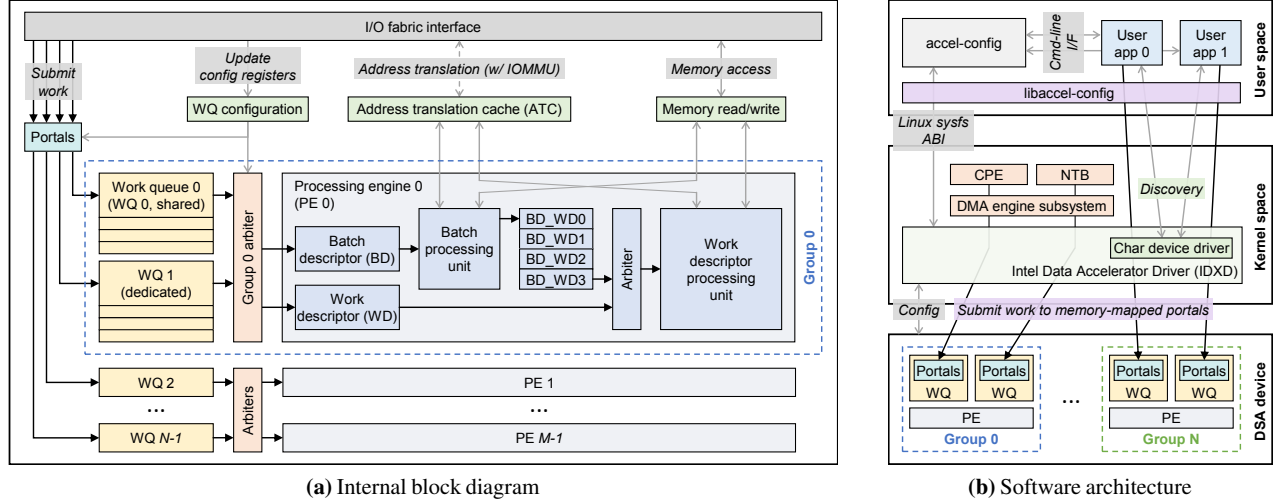 I/O fabric interface
Submit
work
Update
config registers
Address translation (w/ IOMMU)
Memory access
WQ configuration
Address translation cache (ATC)
Memory read/write
Portals
Work queue 0
(WQ 0, shared)
WQ 1
(dedicated)
Group 0 arbiter
Processing engine 0
(PE 0)
Batch
descriptor (BD)
Work
descriptor (WD)
Batch
processing
unit
BD_WD0
BD_WD1
BD_WD2
BD_WD3
Arbiter
Work
descriptor
processing
unit
Group 0
WQ 2
...
WQ N-1
Arbiters
PE 1
...
PE M-1
(a) Internal block diagram
accel-config
Cmd-line
I/F
User
app 0
User
app 1
libaccel-config
User space
Linux sysfs
ABI
CPE
NTB
DMA engine subsystem
Discovery
Char device driver
Intel Data Accelerator Driver (IDXD)
Kernel space
Config
Submit work to memory-mapped portals
Portals
WQ
Portals
WQ
PE
Group 0
...
Portals
WQ
Portals
WQ
PE
Group N
DSA device
(b) Software architecture